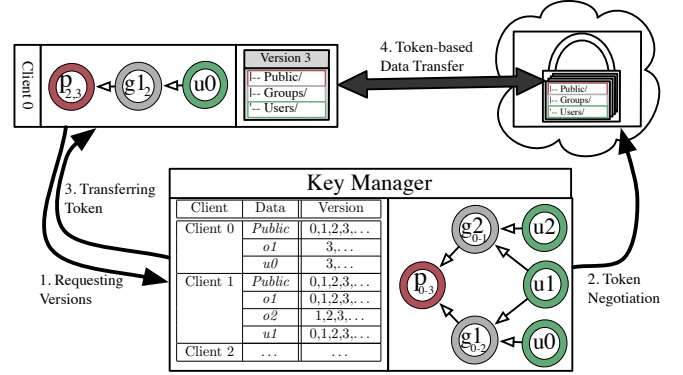 Client 0
p2,3
g12
u0
Version 3
|-- Public/
|-- Groups/
'-- Users/
4. Token-based
Data Transfer
|-- Public/
|-- Groups/
'-- Users/
3. Transferring
Token
1. Requesting
Versions
Key Manager
Client Data Version
Client 0 Public 0,1,2,3,...
o1 3,...
u0 3,...
Client 1 Public 0,1,2,3,...
o1 0,1,2,3,...
o2 1,2,3,...
u1 0,1,2,3,...
Client 2 ... ...
g20-1
u2
p0-3
u1
g10-2
u0
2. Token
Negotiation